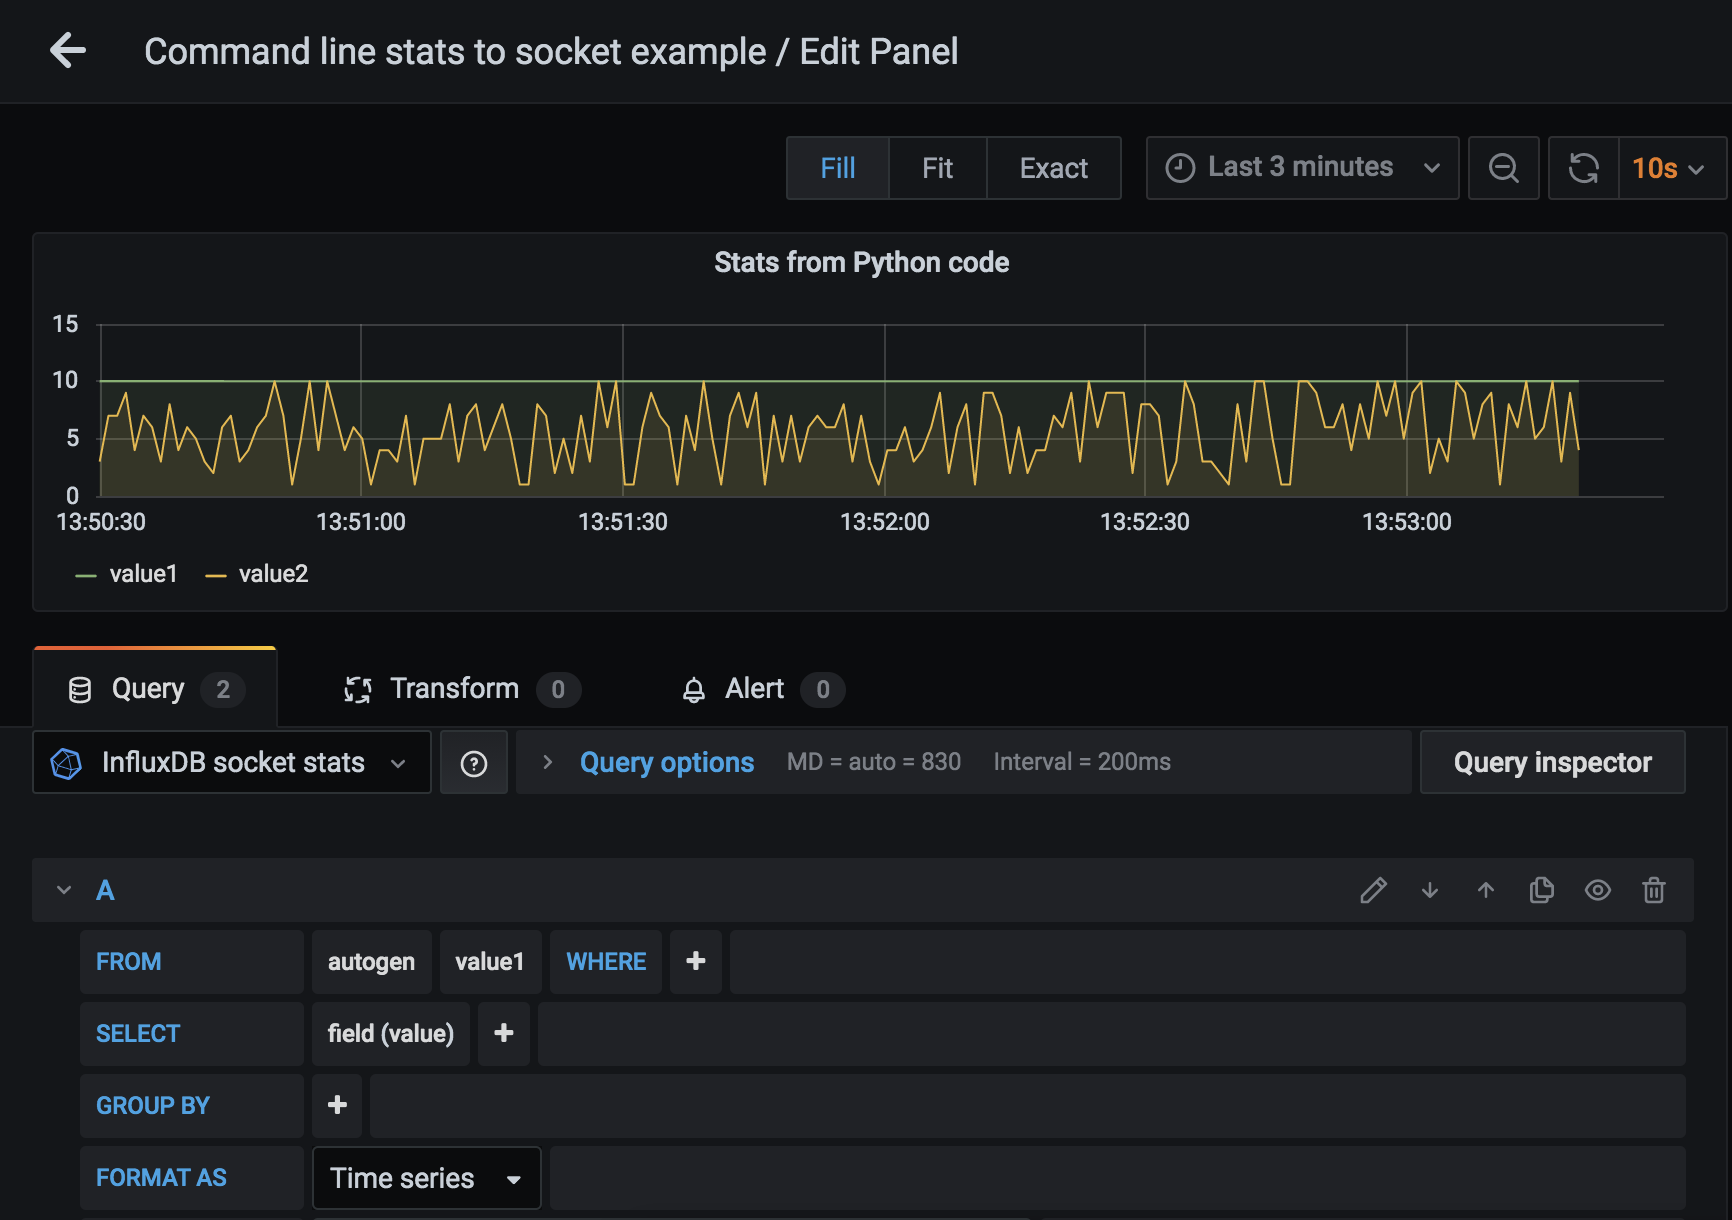 Command line stats to socket example / Edit Panel
Fill Fit Exact Last 3 minutes 10s
Stats from Python code
15
10
5
0
13:50:30 13:51:00 13:51:30 13:52:00 13:52:30 13:53:00
value1 value2
Query 2 Transform 0 Alert 0
InfluxDB socket stats Query options MD = auto = 830 Interval = 200ms Query inspector
A
FROM autogen value1 WHERE +
SELECT field (value) +
GROUP BY +
FORMAT AS Time series